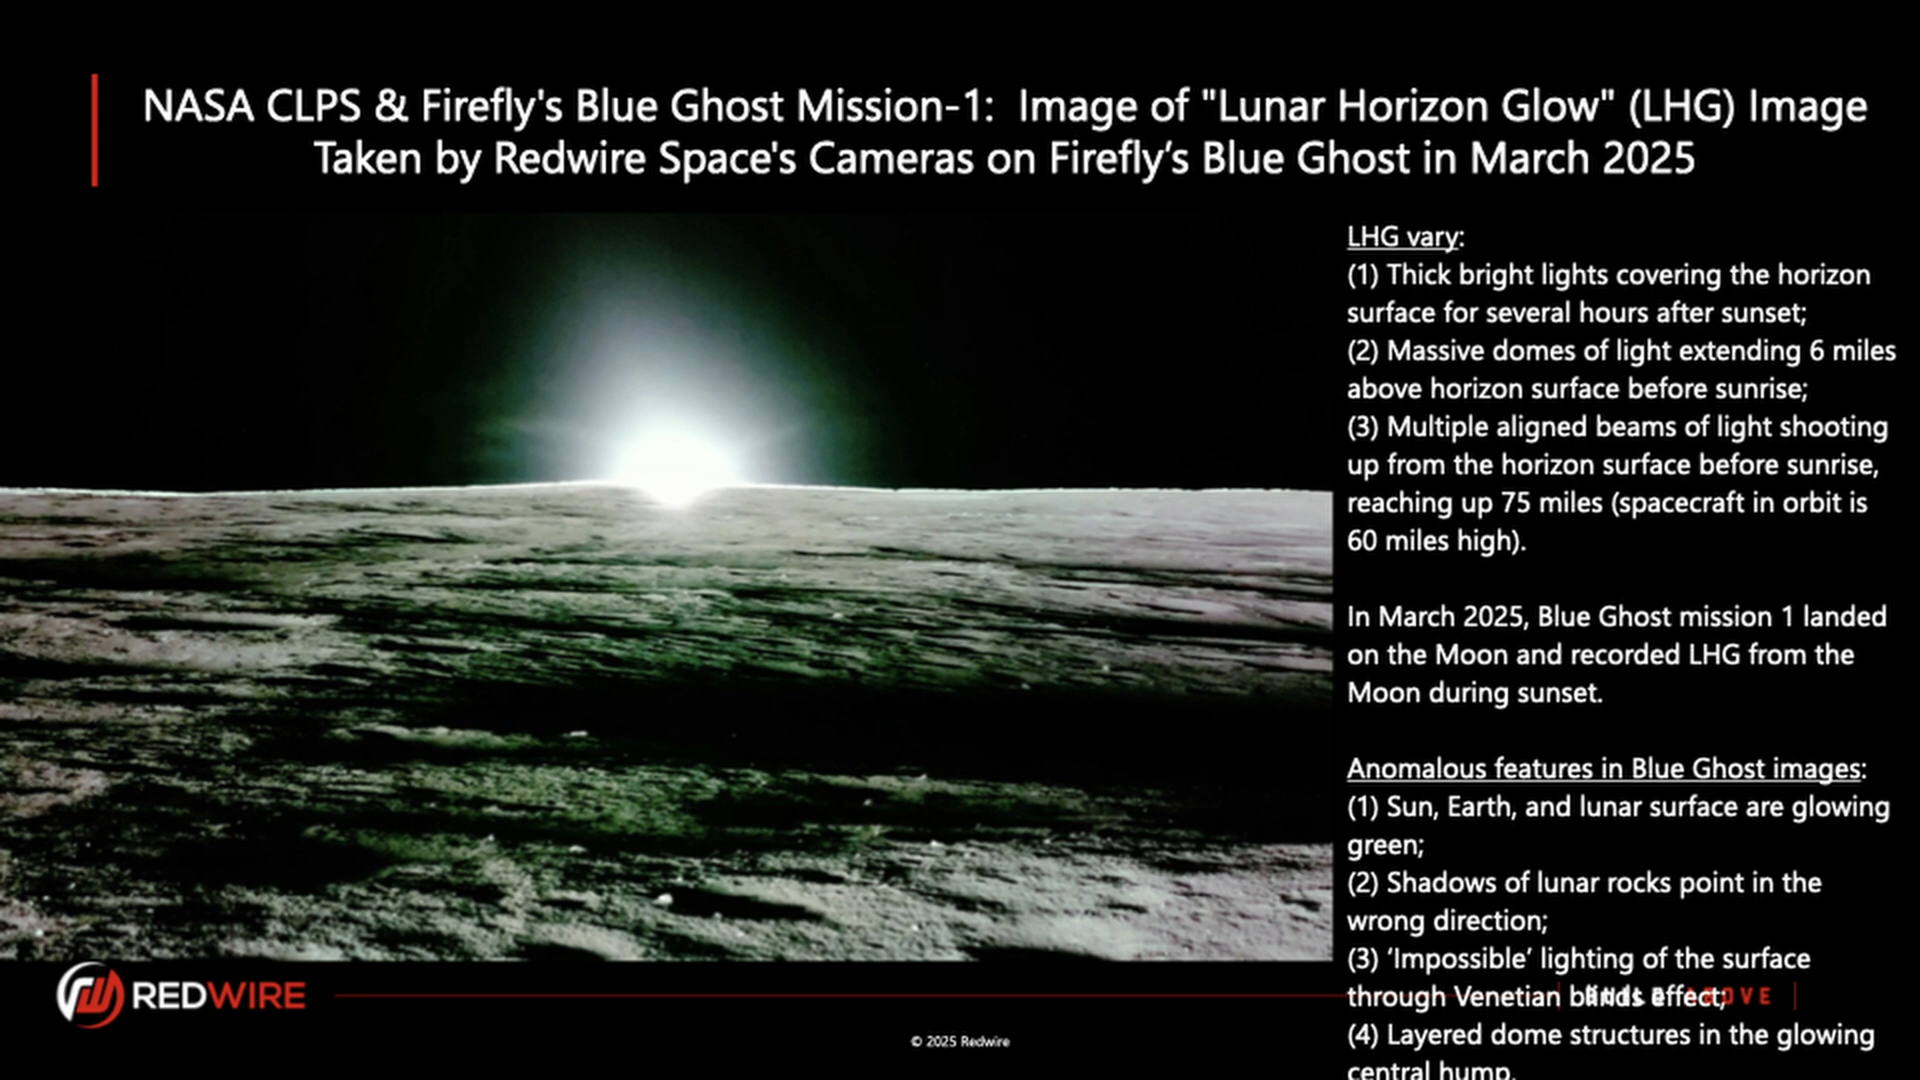 NASA CLPS & Firefly's Blue Ghost Mission-1: Image of "Lunar Horizon Glow" (LHG) Image
Taken by Redwire Space's Cameras on Firefly’s Blue Ghost in March 2025
LHG vary:
(1) Thick bright lights covering the horizon
surface for several hours after sunset;
(2) Massive domes of light extending 6 miles
above horizon surface before sunrise;
(3) Multiple aligned beams of light shooting
up from the horizon surface before sunrise,
reaching up 75 miles (spacecraft in orbit is
60 miles high).
In March 2025, Blue Ghost mission 1 landed
on the Moon and recorded LHG from the
Moon during sunset.
Anomalous features in Blue Ghost images:
(1) Sun, Earth, and lunar surface are glowing
green;
(2) Shadows of lunar rocks point in the
wrong direction;
(3) ‘Impossible’ lighting of the surface
through Venetian blinds effect;
(4) Layered dome structures in the glowing
central hump.
REDWIRE
© 2025 Redwire